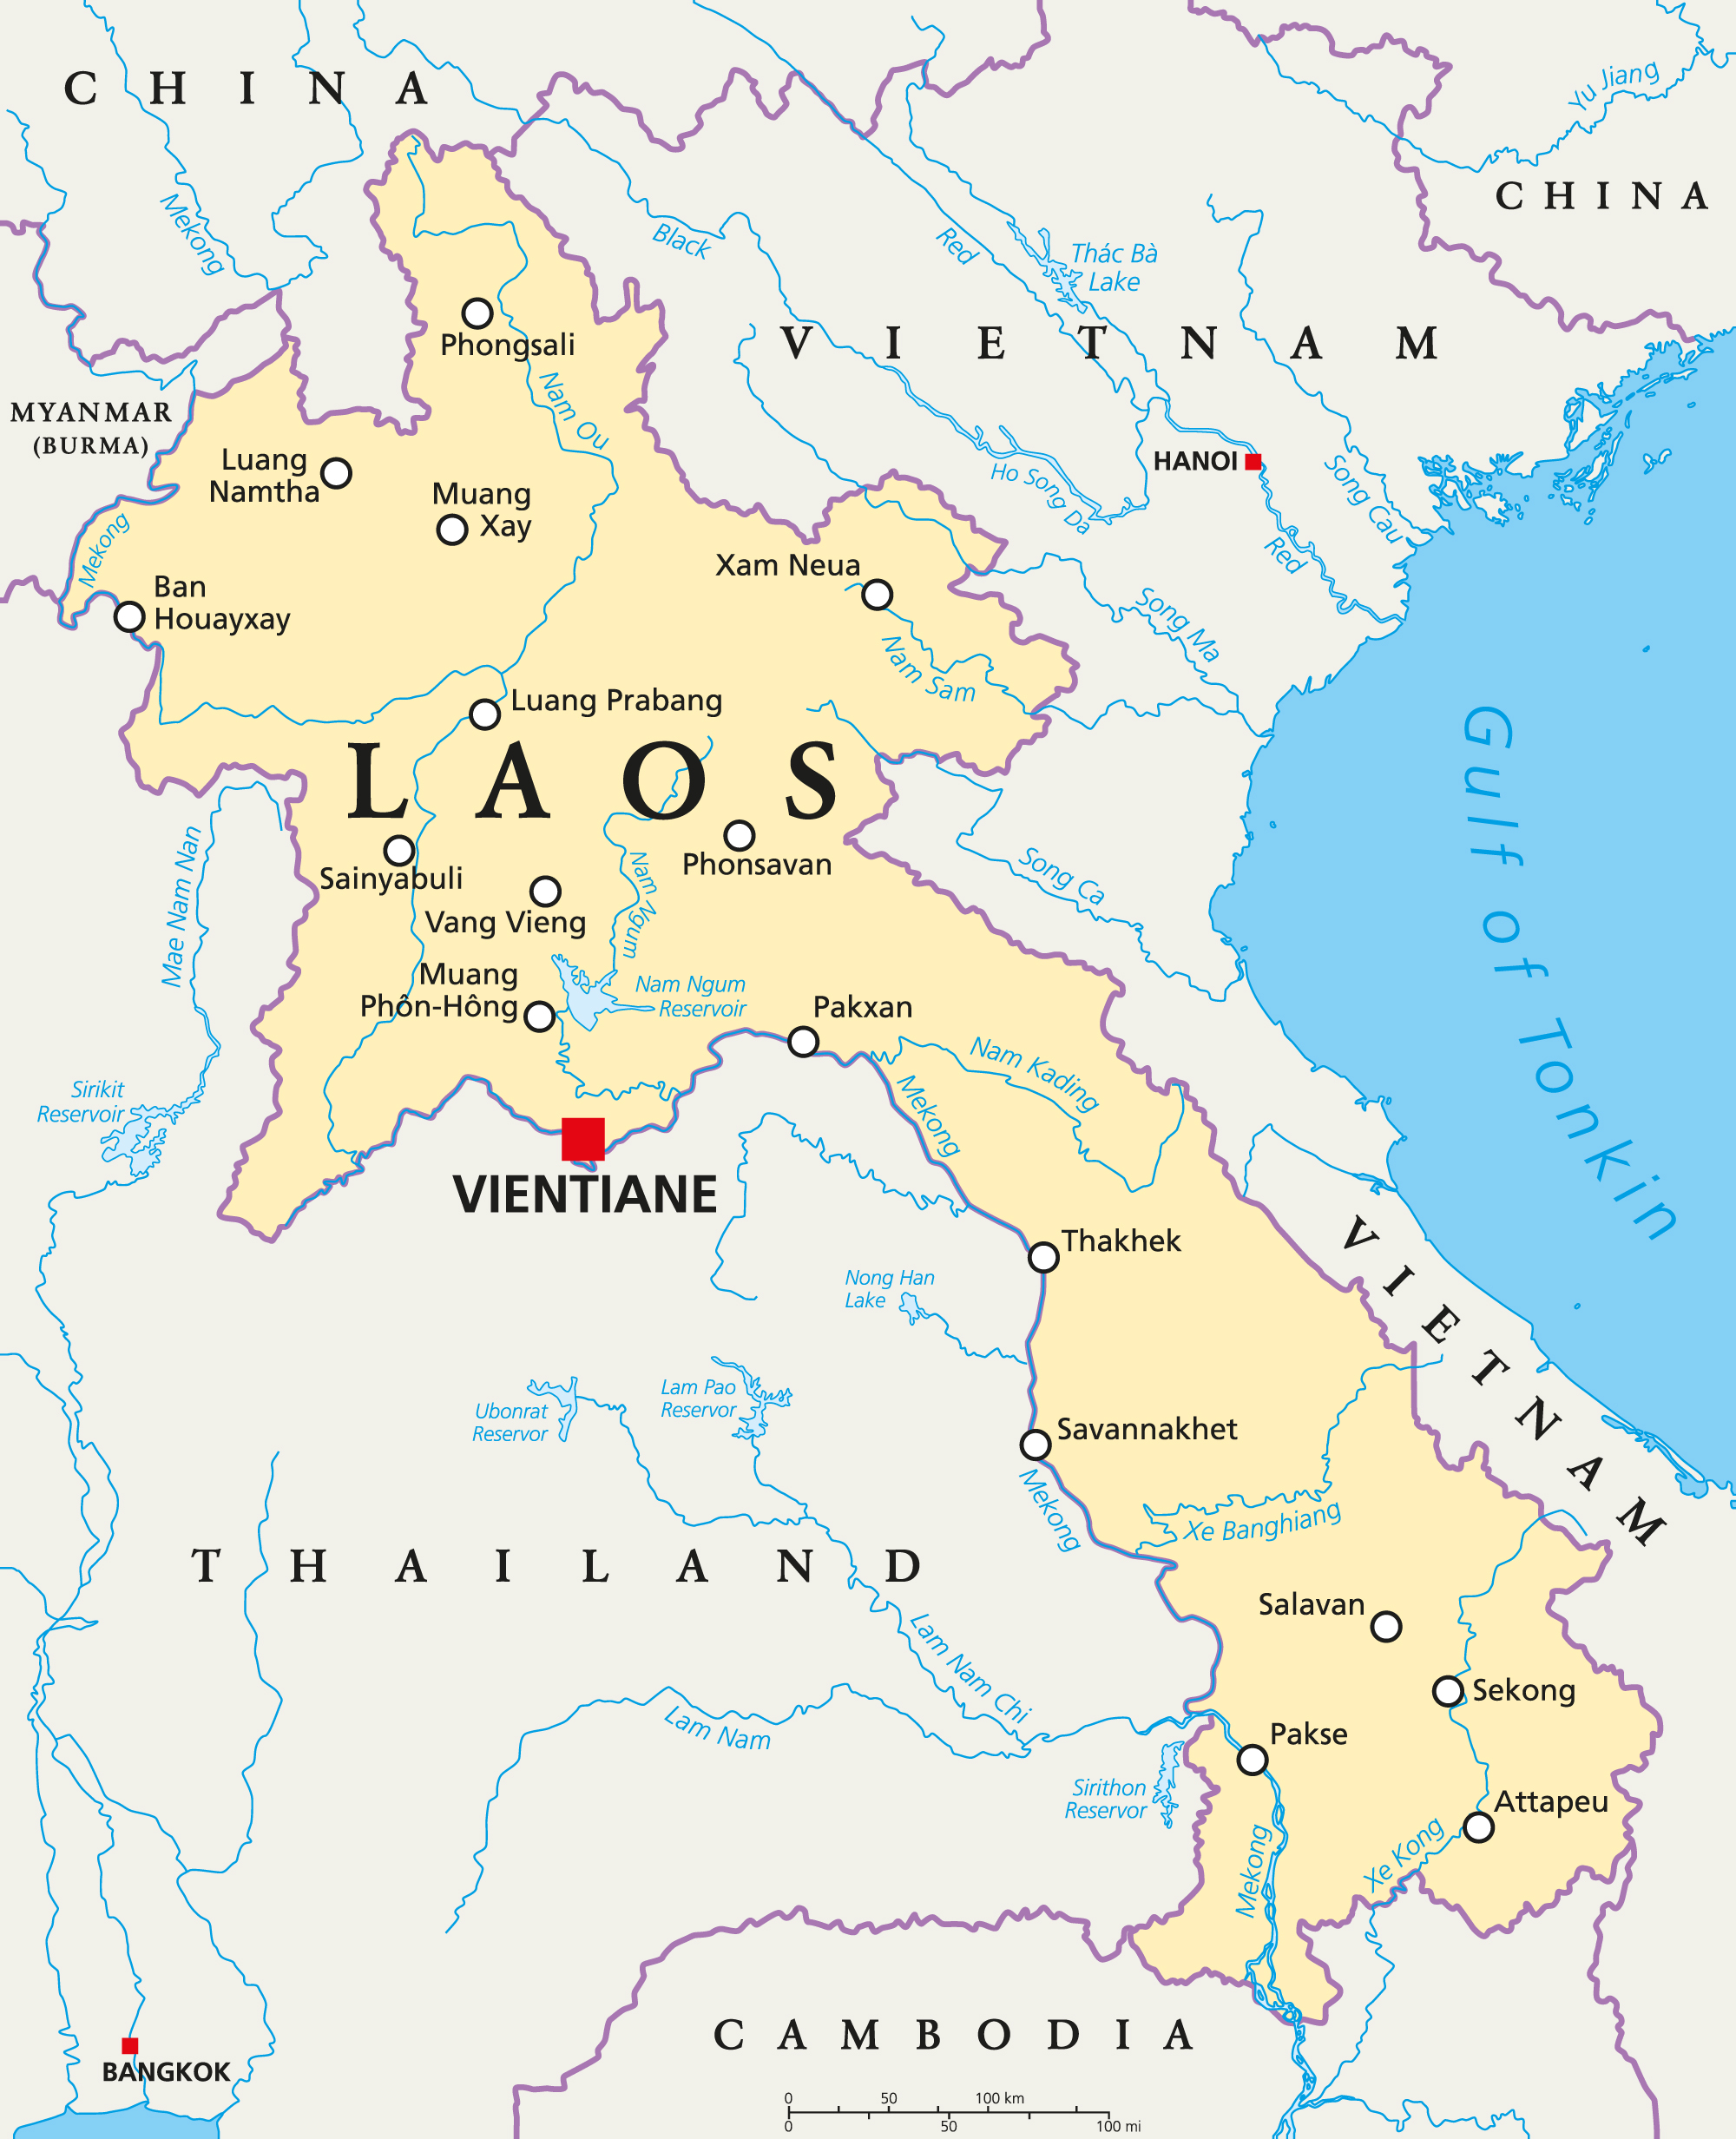 CHINA
Yu Jiang
CHINA
Mekong
Black
Red
Thác Bà
Lake
VIETNAM
Phongsali
Nam Ou
MYANMAR
(BURMA)
Luang
Namtha
Muang
Xay
HANOI
Ho Song Da
Song Cau
Red
Mekong
Xam Neua
Ban
Houayxay
Song Ma
Nam Sam
Luang Prabang
LAOS
Gulf of Tonkin
Mae Nam Nan
Sainyabuli
Phonsavan
Nam Ngum
Song Ca
Vang Vieng
Muang
Phôn-Hông
Nam Ngum
Reservoir
Pakxan
Nam Kading
Mekong
Sirikit
Reservoir
VIENTIANE
Thakhek
VIETNAM
Nong Han
Lake
Lam Pao
Reservor
Ubonrat
Reservor
Savannakhet
Mekong
Xe Banghiang
THAILAND
Salavan
Lam Nam Chi
Sekong
Lam Nam
Pakse
Sirithon
Reservor
Attapeu
Mekong
Xe Kong
CAMBODIA
BANGKOK
0 50 100 km
0 50 100 mi